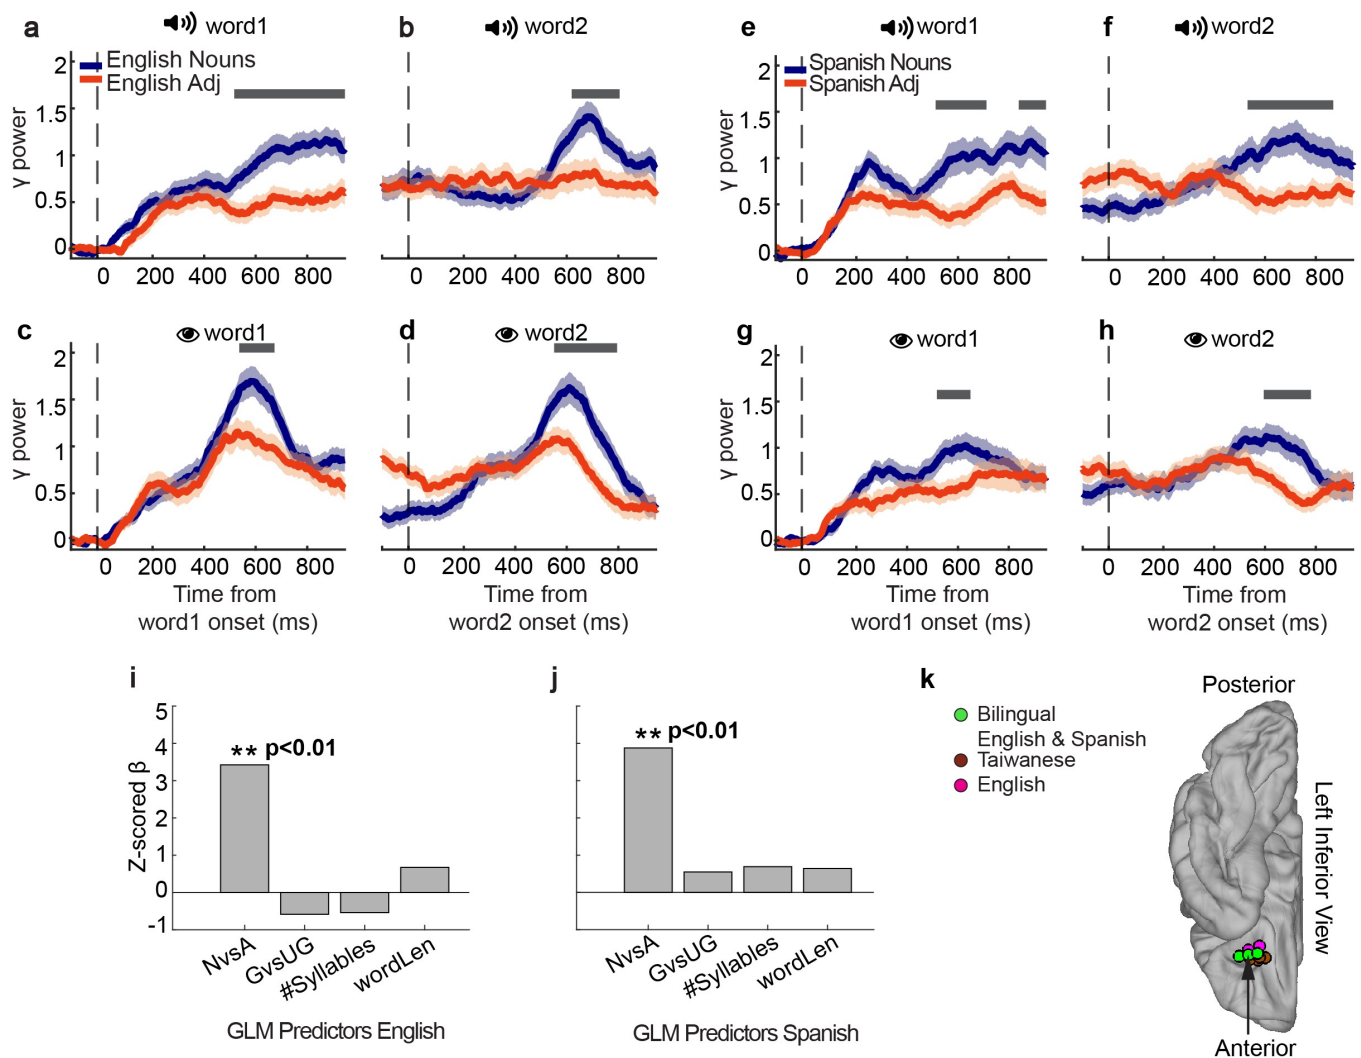 a
word1
English Nouns
English Adj
γ power
2
1.5
1
0.5
0
0 200 400 600 800
b
word2
0 200 400 600 800
e
word1
Spanish Nouns
Spanish Adj
γ power
2
1.5
1
0.5
0
0 200 400 600 800
f
word2
0 200 400 600 800
c
word1
γ power
2
1.5
1
0.5
0
0 200 400 600 800
Time from
word1 onset (ms)
d
word2
0 200 400 600 800
Time from
word2 onset (ms)
g
word1
γ power
2
1.5
1
0.5
0
0 200 400 600 800
Time from
word1 onset (ms)
h
word2
0 200 400 600 800
Time from
word2 onset (ms)
i
Z-scored β
5
4
3
2
1
0
-1
** p<0.01
NvsA
GvsUG
#Syllables
wordLen
GLM Predictors English
j
** p<0.01
NvsA
GvsUG
#Syllables
wordLen
GLM Predictors Spanish
k
Bilingual
English & Spanish
Taiwanese
English
Posterior
Left Inferior View
Anterior